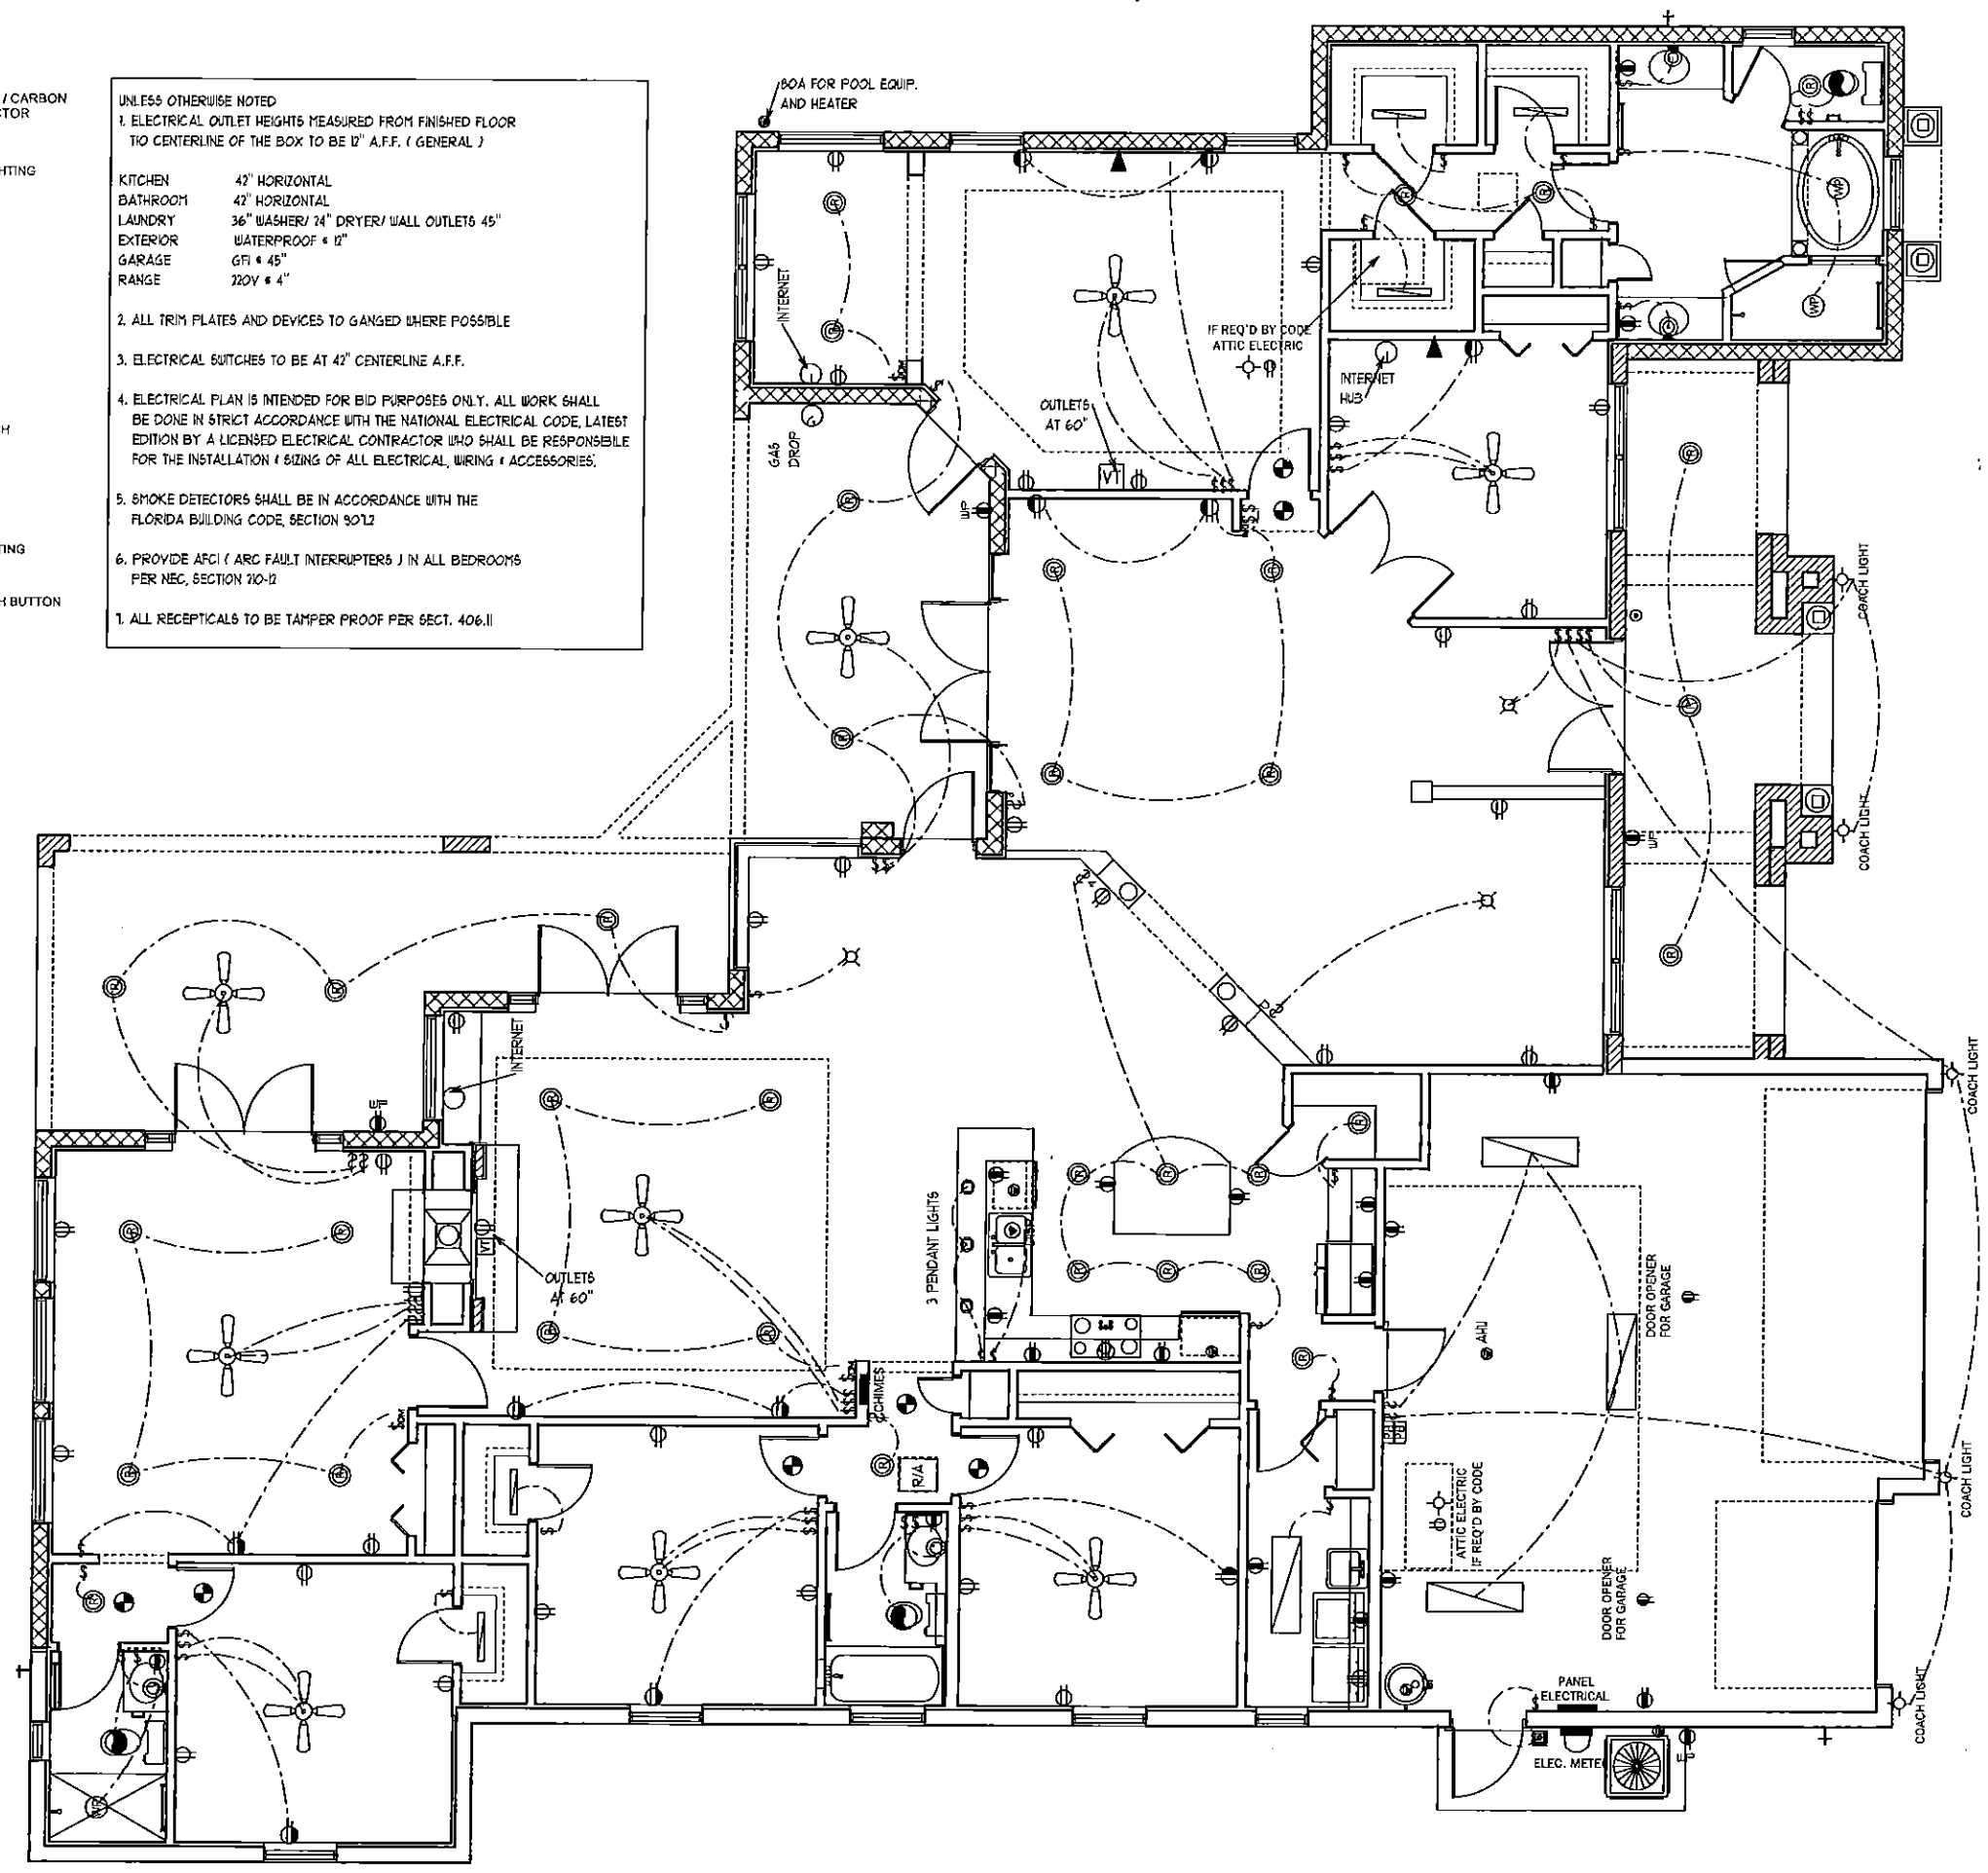 / CARBON
CTOR
HTING
CH
TING
H BUTTON
UNLESS OTHERWISE NOTED
1. ELECTRICAL OUTLET HEIGHTS MEASURED FROM FINISHED FLOOR
TIO CENTERLINE OF THE BOX TO BE 12" A.F.F. ( GENERAL )
KITCHEN 42" HORIZONTAL
BATHROOM 42" HORIZONTAL
LAUNDRY 36" WASHER/ 24" DRYER/ WALL OUTLETS 45"
EXTERIOR WATERPROOF @ 12"
GARAGE GFI @ 45"
RANGE 220V @ 4"
2. ALL TRIM PLATES AND DEVICES TO GANGED WHERE POSSIBLE
3. ELECTRICAL SWITCHES TO BE AT 42" CENTERLINE A.F.F.
4. ELECTRICAL PLAN IS INTENDED FOR BID PURPOSES ONLY. ALL WORK SHALL
BE DONE IN STRICT ACCORDANCE WITH THE NATIONAL ELECTRICAL CODE, LATEST
EDITION BY A LICENSED ELECTRICAL CONTRACTOR WHO SHALL BE RESPONSEBILE
FOR THE INSTALLATION & SIZING OF ALL ELECTRICAL, WIRING & ACCESSORIES.
5. SMOKE DETECTORS SHALL BE IN ACCORDANCE WITH THE
FLORIDA BUILDING CODE, SECTION 907.2
6. PROVIDE AFCI ( ARC FAULT INTERRUPTERS ) IN ALL BEDROOMS
PER NEC, SECTION 210-12
7. ALL RECEPTICALS TO BE TAMPER PROOF PER SECT. 406.11
60A FOR POOL EQUIP.
AND HEATER
INTERNET
GAS
DROP
IF REQ'D BY CODE
ATTIC ELECTRIC
OUTLETS
AT 60"
VT
INTERNET
HUB
WP
WP
WP
COACH LIGHT
COACH LIGHT
WP
INTERNET
VT
OUTLETS
AT 60"
3 PENDANT LIGHTS
CHIMES
R/A
AHU
DOOR OPENER
FOR GARAGE
COACH LIGHT
COACH LIGHT
ATTIC ELECTRIC
IF REQ'D BY CODE
DOOR OPENER
FOR GARAGE
PANEL
ELECTRICAL
ELEC. METER
COACH LIGHT
WP